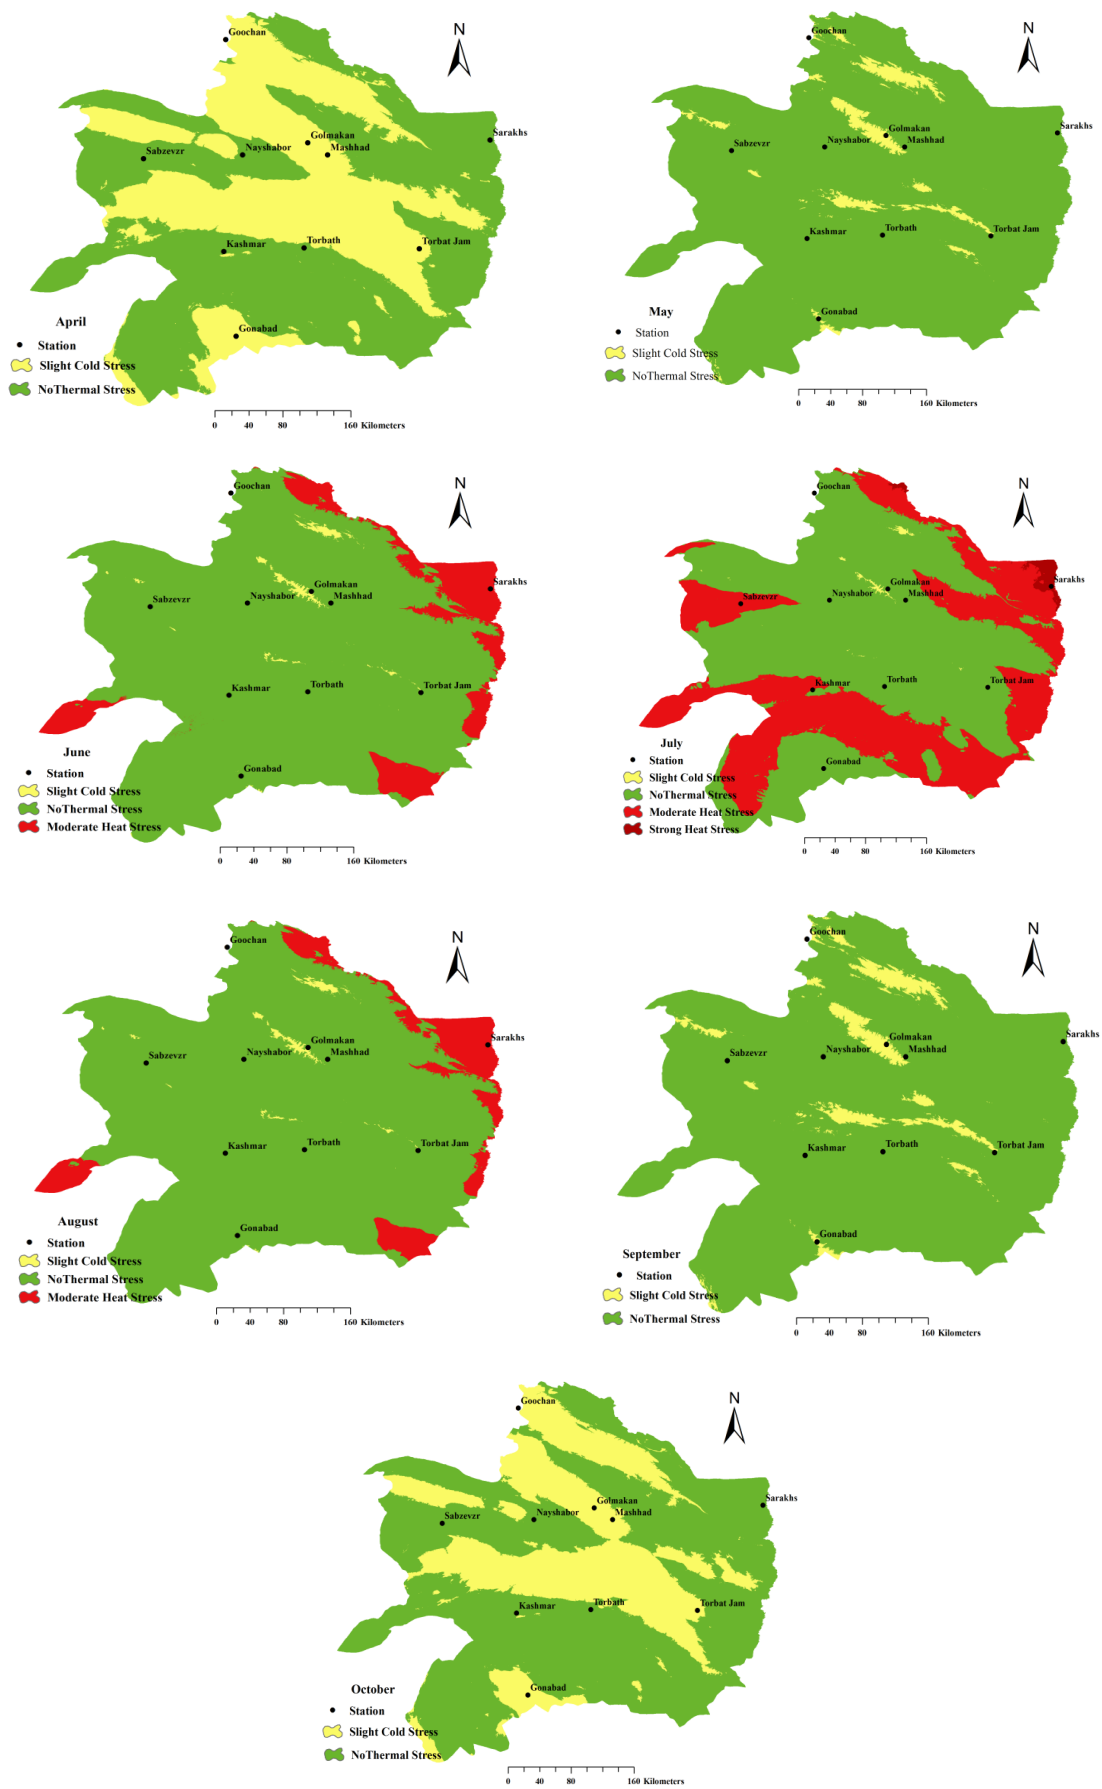 N
Goochan
Golmakan
Mashhad
Nayshabor
Sabzevzr
Sarakhs
Kashmar
Torbath
Torbat Jam
Gonabad
April
Station
Slight Cold Stress
NoThermal Stress
0 40 80 160 Kilometers
N
Goochan
Golmakan
Mashhad
Nayshabor
Sabzevzr
Sarakhs
Kashmar
Torbath
Torbat Jam
Gonabad
May
Station
Slight Cold Stress
NoThermal Stress
0 40 80 160 Kilometers
N
Goochan
Golmakan
Mashhad
Nayshabor
Sabzevzr
Sarakhs
Kashmar
Torbath
Torbat Jam
Gonabad
June
Station
Slight Cold Stress
NoThermal Stress
Moderate Heat Stress
0 40 80 160 Kilometers
N
Goochan
Golmakan
Mashhad
Nayshabor
Sabzevzr
Sarakhs
Kashmar
Torbath
Torbat Jam
Gonabad
July
Station
Slight Cold Stress
NoThermal Stress
Moderate Heat Stress
Strong Heat Stress
0 40 80 160 Kilometers
N
Goochan
Golmakan
Mashhad
Nayshabor
Sabzevzr
Sarakhs
Kashmar
Torbath
Torbat Jam
Gonabad
August
Station
Slight Cold Stress
NoThermal Stress
Moderate Heat Stress
0 40 80 160 Kilometers
N
Goochan
Golmakan
Mashhad
Nayshabor
Sabzevzr
Sarakhs
Kashmar
Torbath
Torbat Jam
Gonabad
September
Station
Slight Cold Stress
NoThermal Stress
0 40 80 160 Kilometers
N
Goochan
Golmakan
Mashhad
Nayshabor
Sabzevzr
Sarakhs
Kashmar
Torbath
Torbat Jam
Gonabad
October
Station
Slight Cold Stress
NoThermal Stress
0 40 80 160 Kilometers